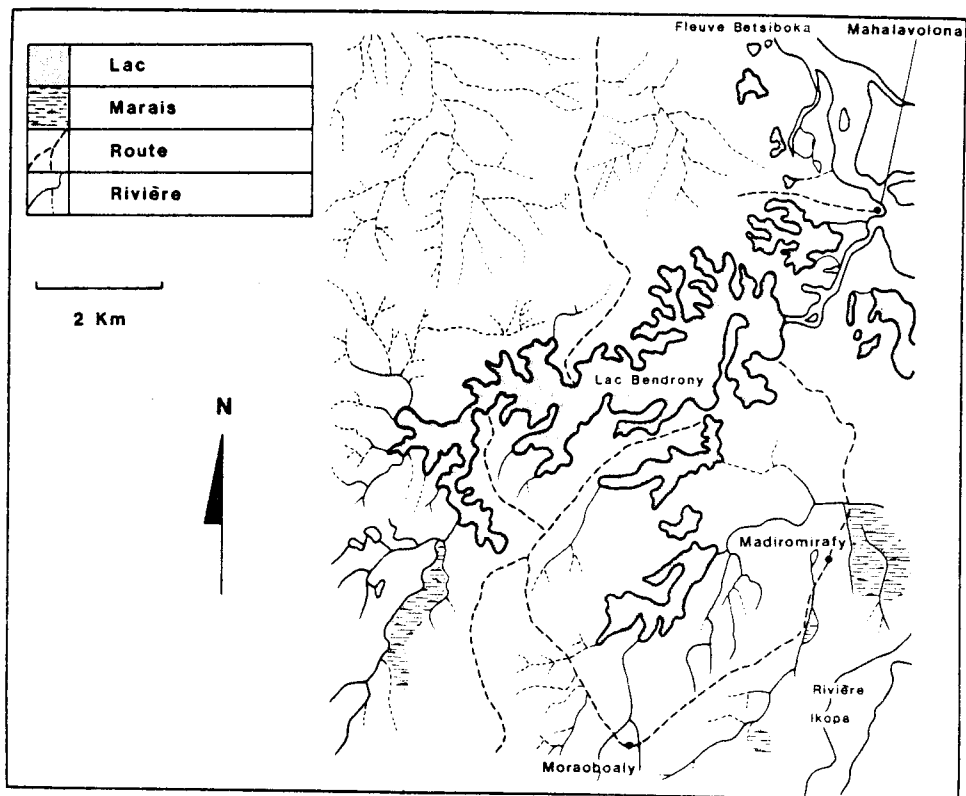 Fleuve Betsiboka
Mahalavolona
Lac
Marais
Route
Rivière
2 Km
N
Lac Bendrony
Madiromirafy
Rivière
Ikopa
Moraoboaly